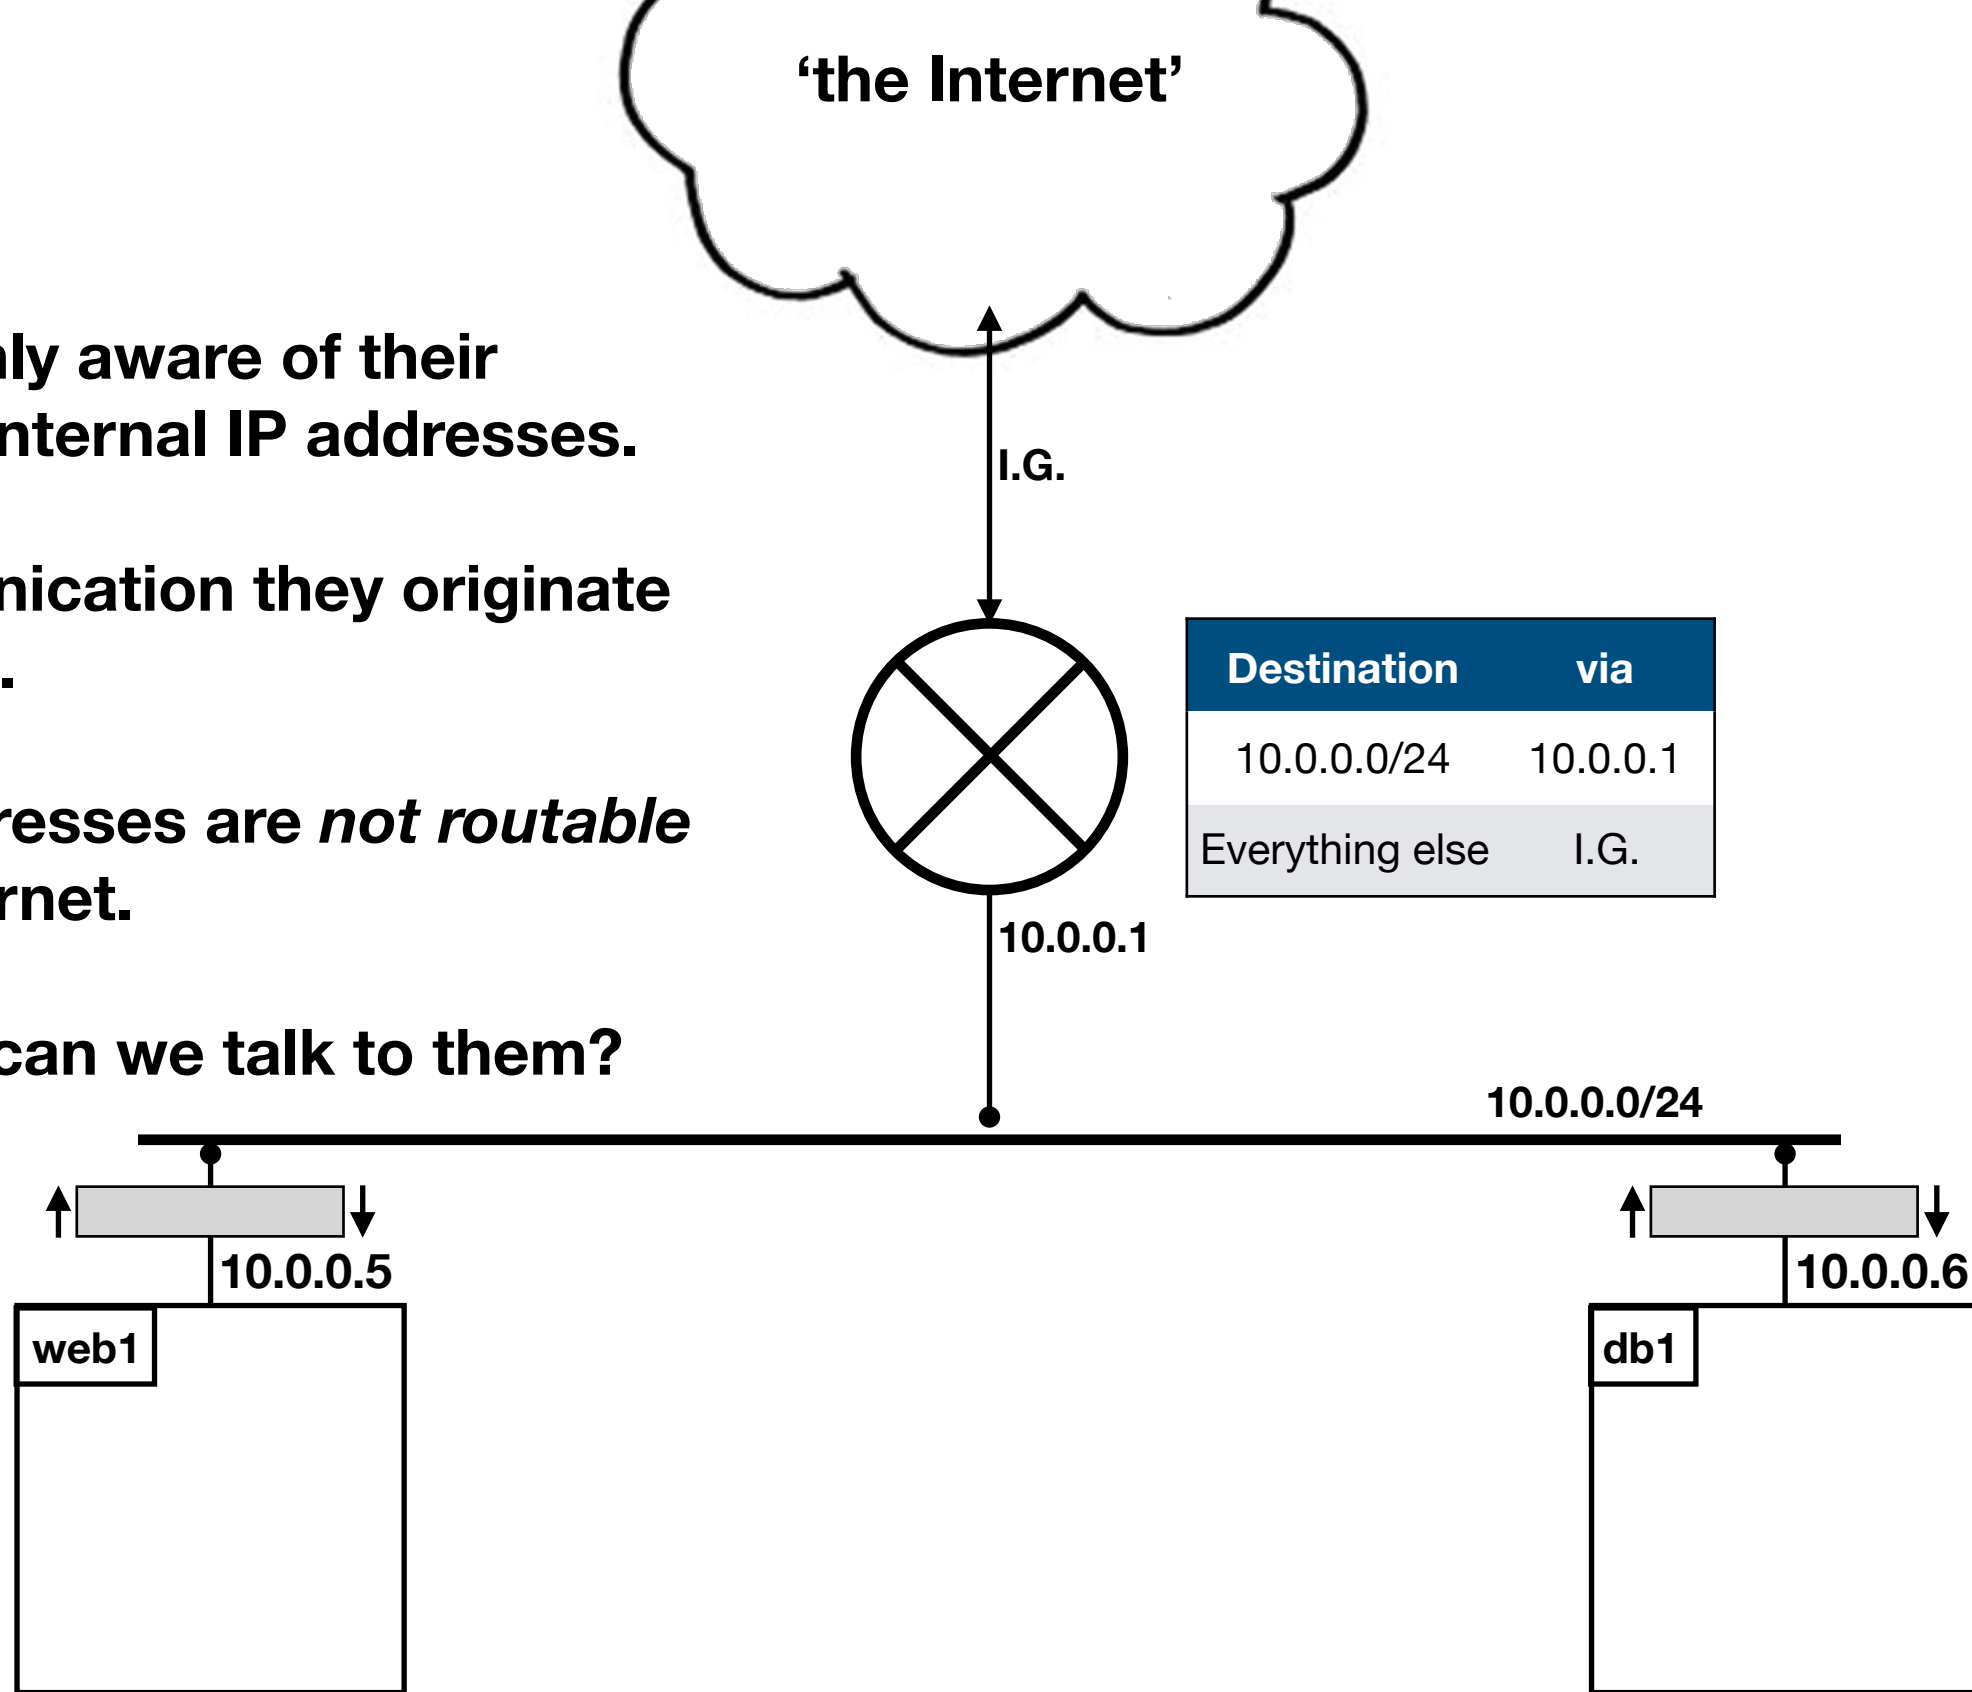 ‘the Internet’
nly aware of their
nternal IP addresses.
I.G.
nication they originate
.
Destination via
10.0.0.0/24 10.0.0.1
Everything else I.G.
resses are not routable
rnet.
10.0.0.1
can we talk to them?
10.0.0.0/24
10.0.0.5
10.0.0.6
web1
db1